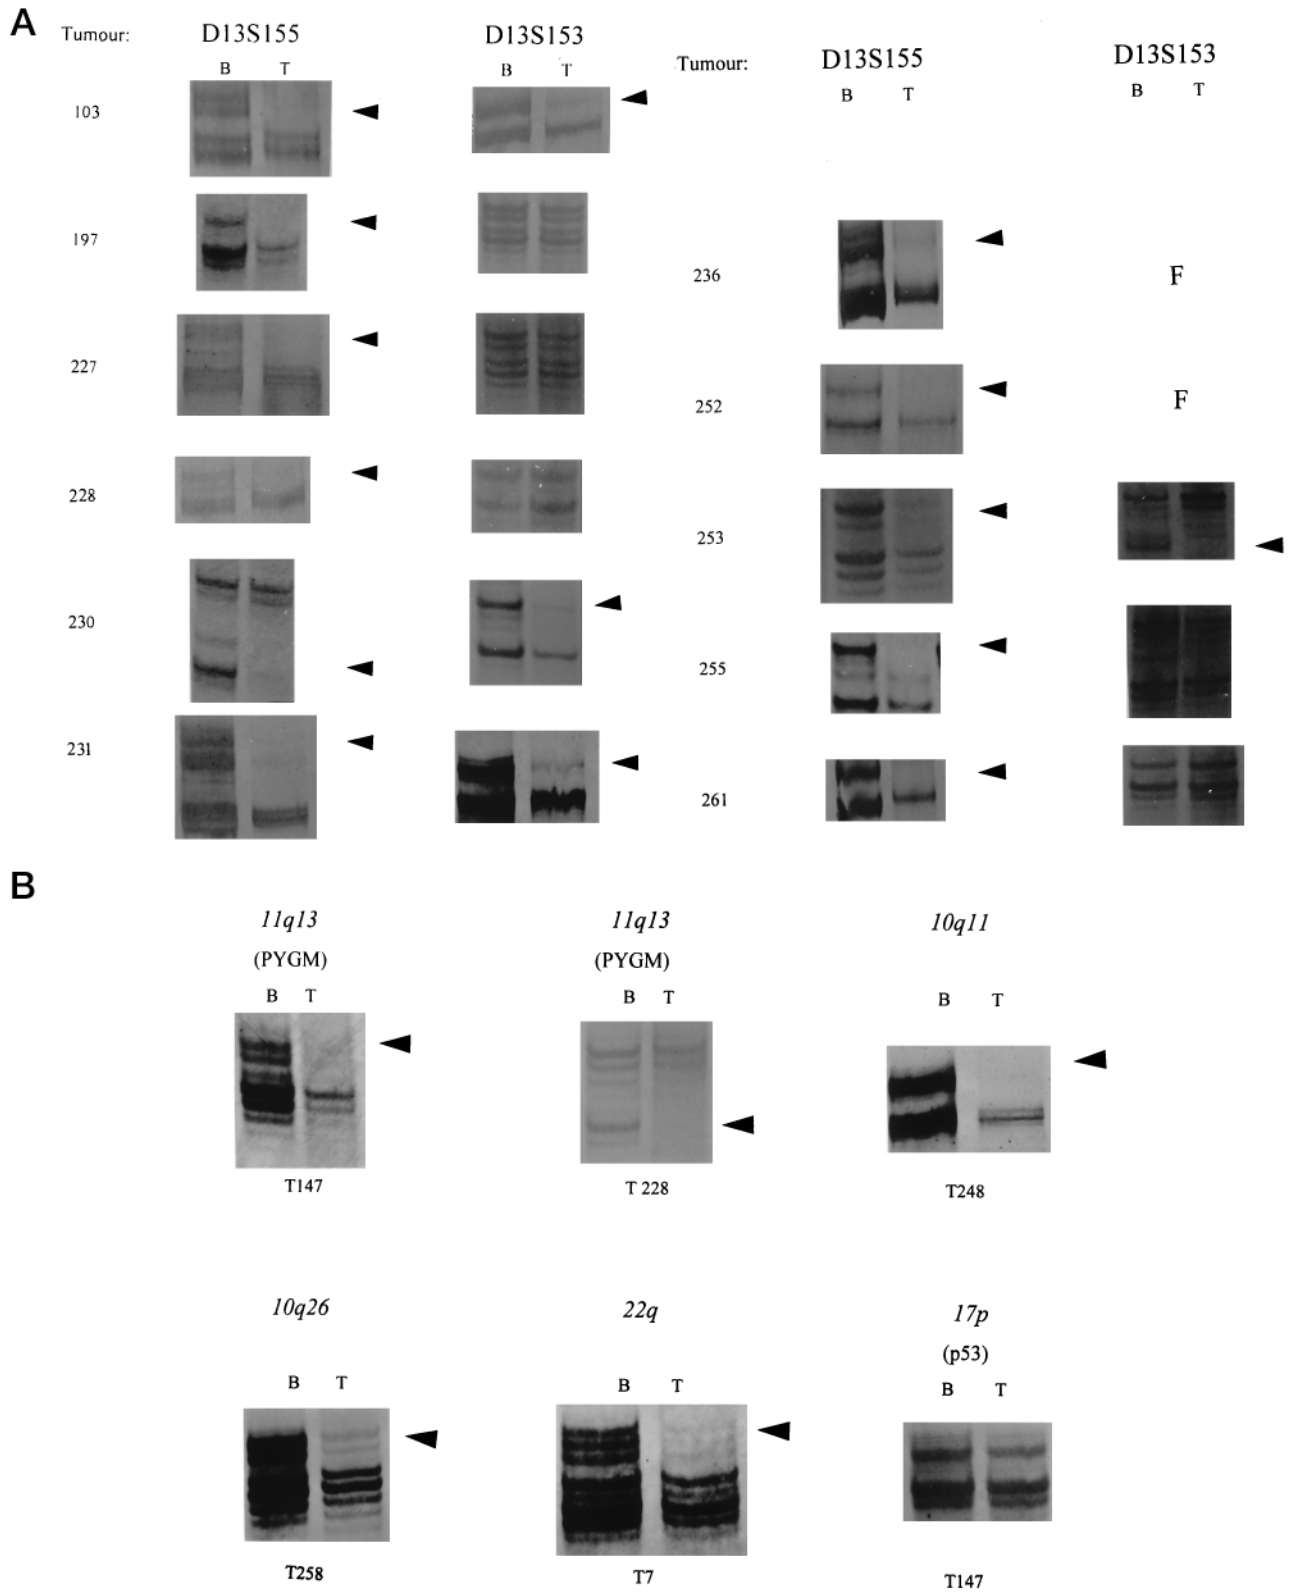 A
Tumour: D13S155 D13S153
B T B T
103
197
227
228
230
231
Tumour: D13S155 D13S153
B T B T
236 F
252 F
253
255
261
B
11q13 11q13 10q11
(PYGM) (PYGM)
B T B T B T
T147 T 228 T248
10q26 22q 17p
(p53)
B T B T B T
T258 T7 T147